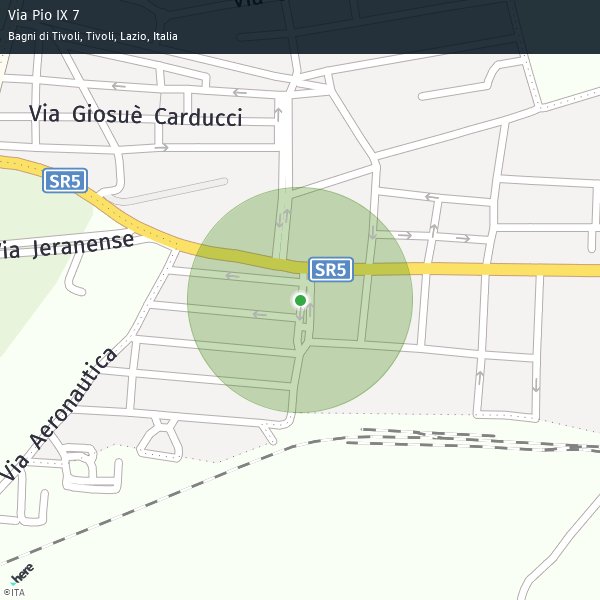 Via Pio IX 7
Bagni di Tivoli, Tivoli, Lazio, Italia
Via Giosuè Carducci
SR5
Via Jeranense
SR5
Via Aeronautica
here
©ITA